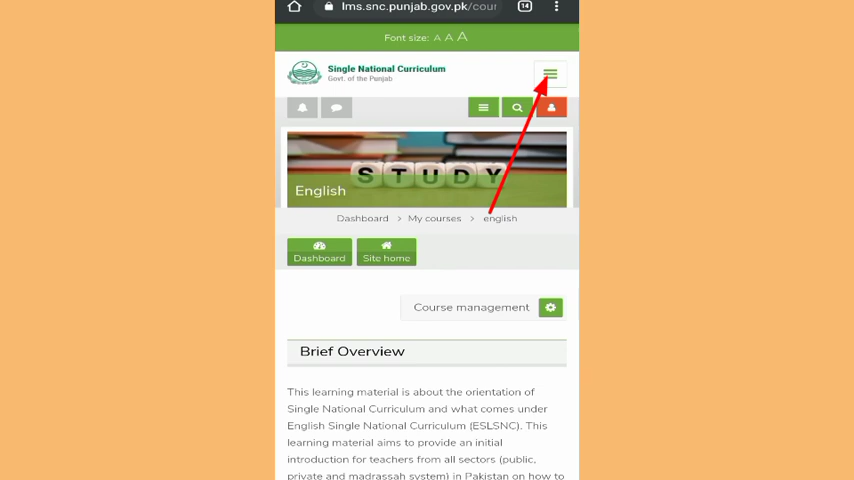 lms.snc.punjab.gov.pk/cour
14
Font size: A A A
Single National Curriculum
Govt. of the Punjab
STUDY
English
Dashboard > My courses > english
Dashboard
Site home
Course management
Brief Overview
This learning material is about the orientation of
Single National Curriculum and what comes under
English Single National Curriculum (ESLSNC). This
learning material aims to provide an initial
introduction for teachers from all sectors (public,
private and madrassah system) in Pakistan on how to